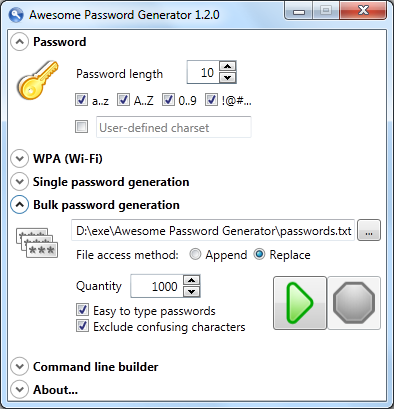 Awesome Password Generator 1.2.0
Password
Password length 10
a..z A..Z 0..9 !@#...
User-defined charset
WPA (Wi-Fi)
Single password generation
Bulk password generation
D:\exe\Awesome Password Generator\passwords.txt ...
File access method: Append Replace
Quantity 1000
Easy to type passwords
Exclude confusing characters
Command line builder
About...